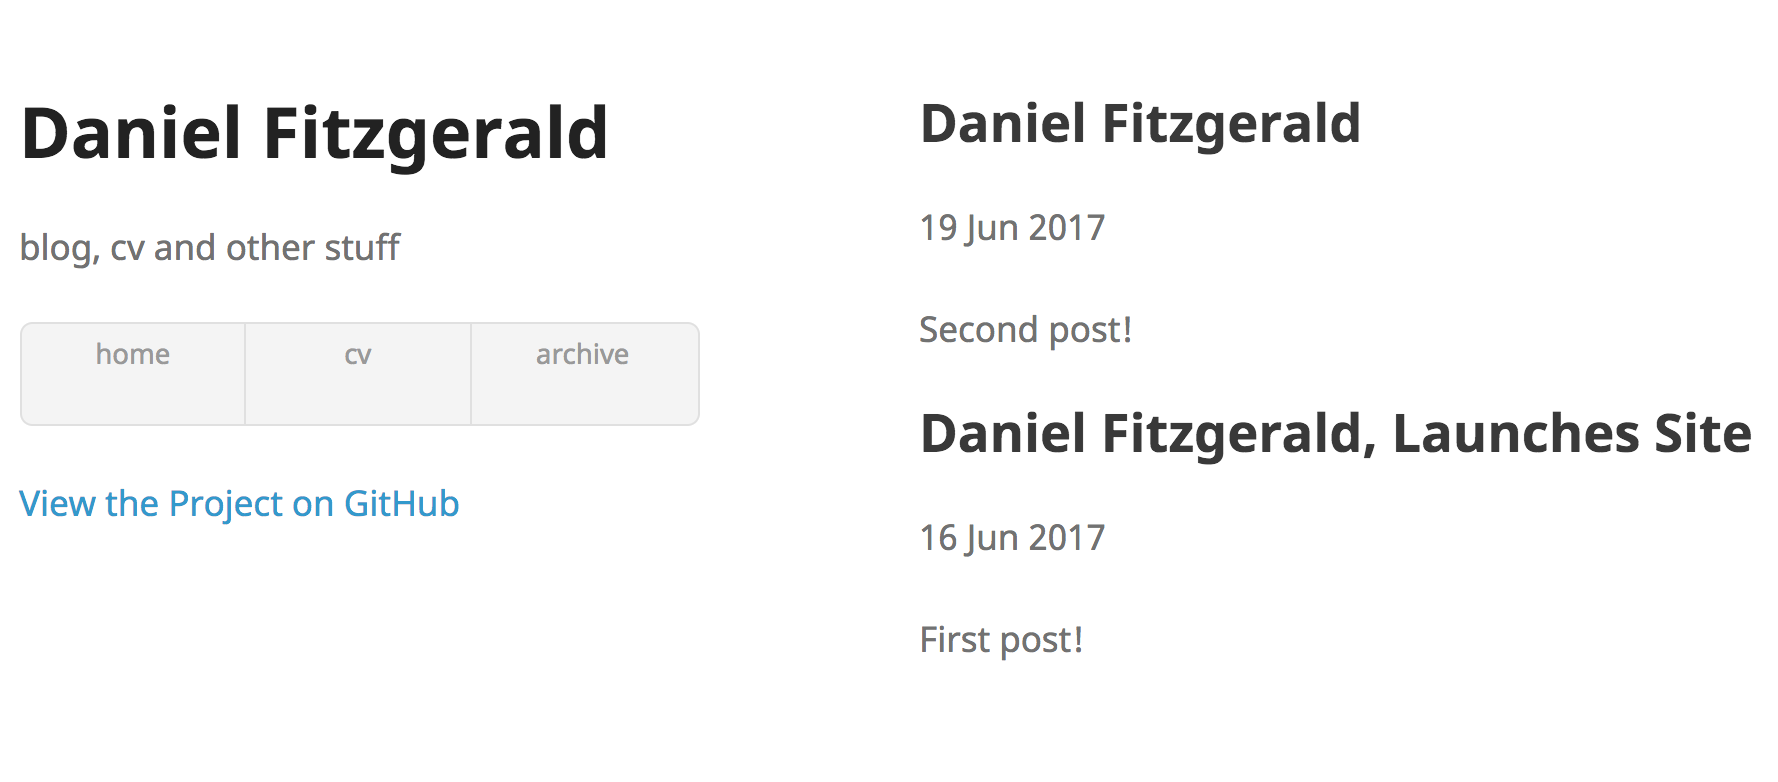 Daniel Fitzgerald
blog, cv and other stuff
home cv archive
View the Project on GitHub
Daniel Fitzgerald
19 Jun 2017
Second post!
Daniel Fitzgerald, Launches Site
16 Jun 2017
First post!